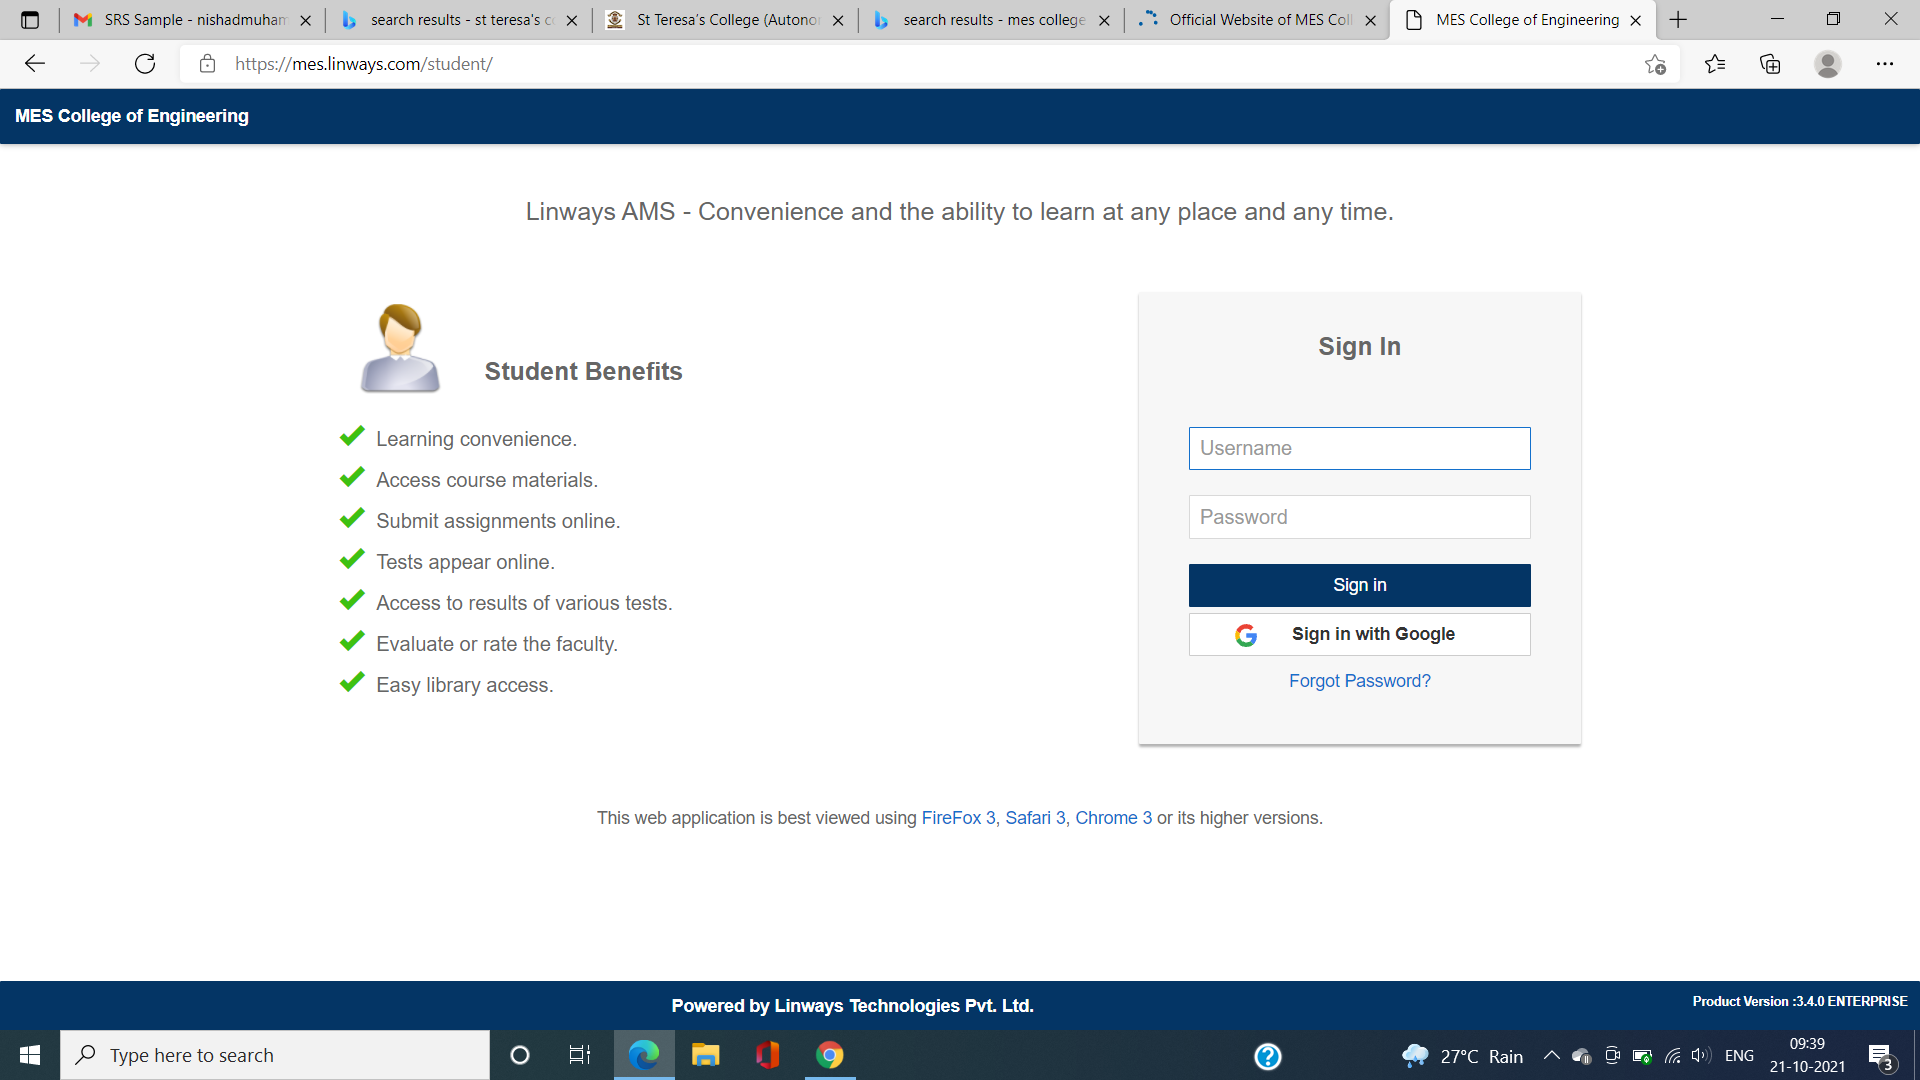 SRS Sample - nishadmuham
search results - st teresa's c
St Teresa's College (Autono
search results - mes college
Official Website of MES Coll
MES College of Engineering
https://mes.linways.com/student/
MES College of Engineering
Linways AMS - Convenience and the ability to learn at any place and any time.
Student Benefits
Learning convenience.
Access course materials.
Submit assignments online.
Tests appear online.
Access to results of various tests.
Evaluate or rate the faculty.
Easy library access.
Sign In
Username
Password
Sign in
Sign in with Google
Forgot Password?
This web application is best viewed using FireFox 3, Safari 3, Chrome 3 or its higher versions.
Powered by Linways Technologies Pvt. Ltd.
Product Version :3.4.0 ENTERPRISE
Type here to search
27°C Rain
ENG
09:39
21-10-2021
3